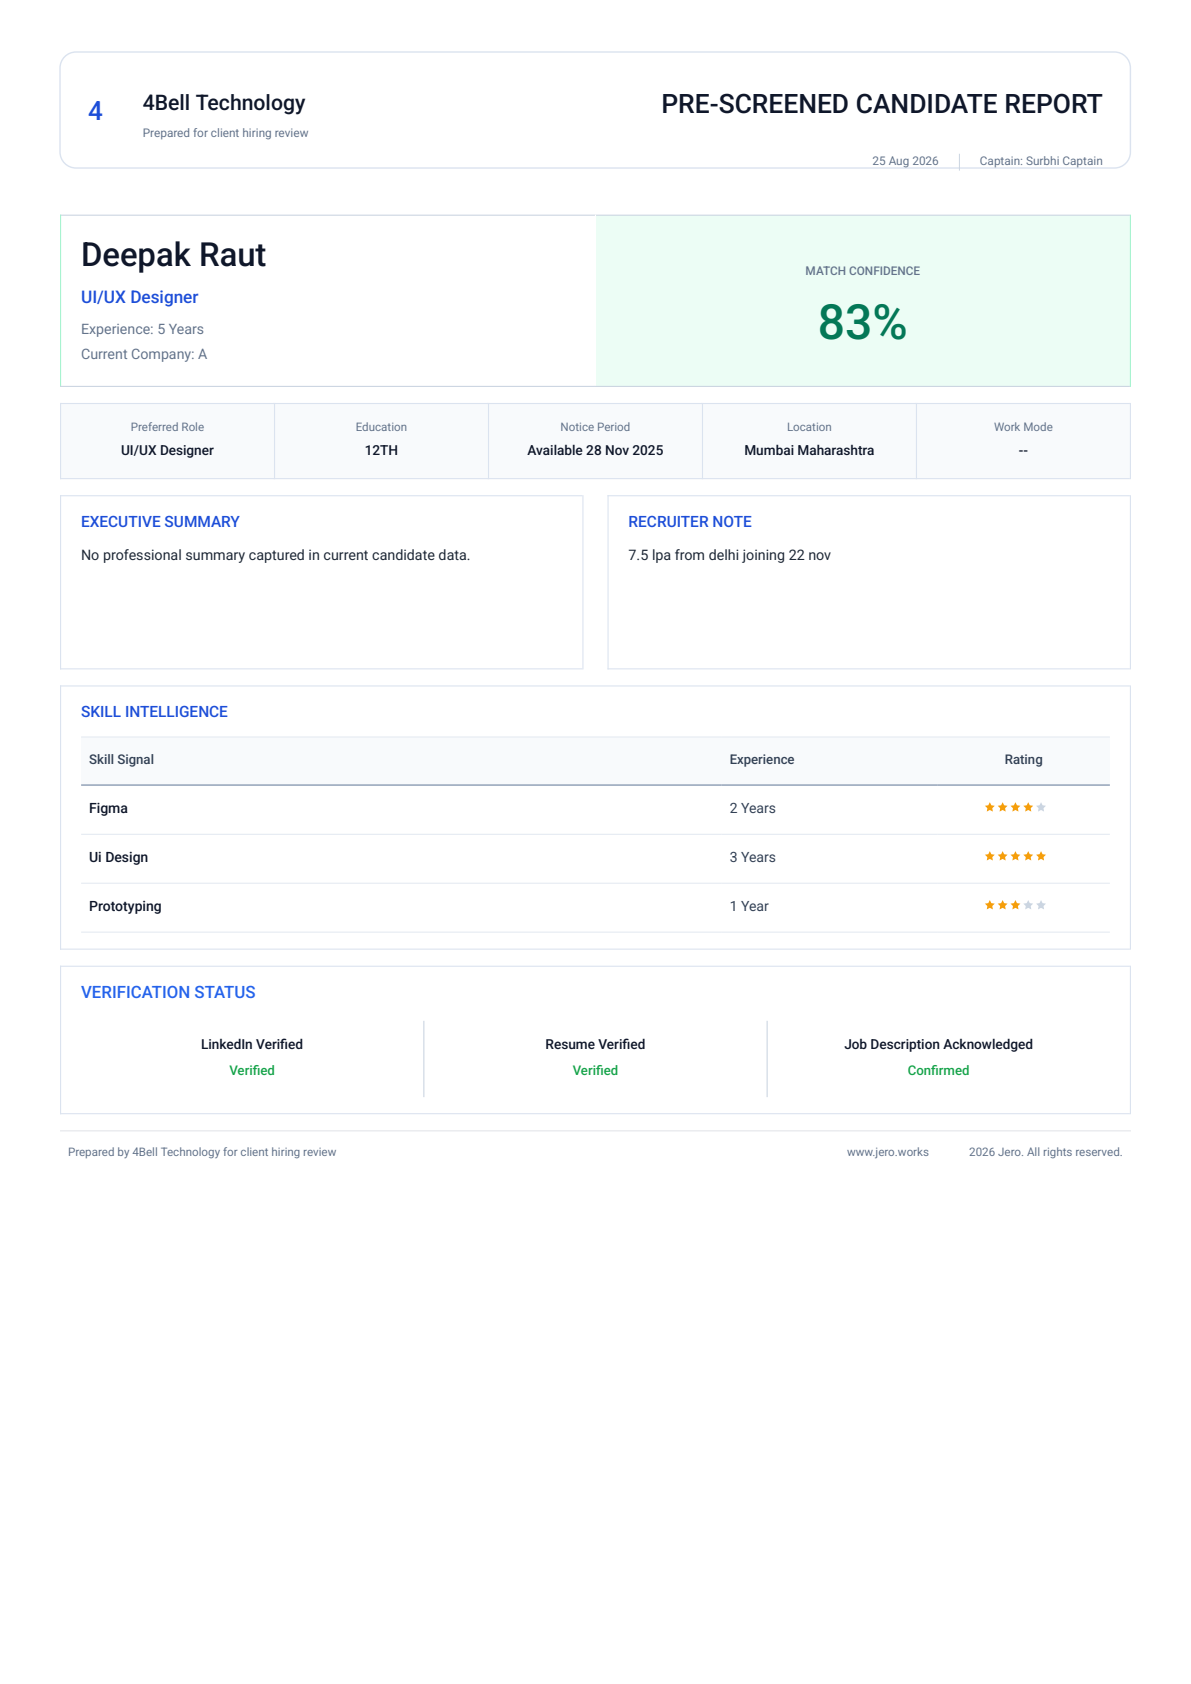 4
4Bell Technology
Prepared for client hiring review
PRE-SCREENED CANDIDATE REPORT
25 Aug 2026
Captain: Surbhi Captain
Deepak Raut
UI/UX Designer
Experience: 5 Years
Current Company: A
MATCH CONFIDENCE
83%
Preferred Role
UI/UX Designer
Education
12TH
Notice Period
Available 28 Nov 2025
Location
Mumbai Maharashtra
Work Mode
--
EXECUTIVE SUMMARY
No professional summary captured in current candidate data.
RECRUITER NOTE
7.5 lpa from delhi joining 22 nov
SKILL INTELLIGENCE
Skill Signal Experience Rating
Figma 2 Years ★★★★★
Ui Design 3 Years ★★★★★
Prototyping 1 Year ★★★★★
VERIFICATION STATUS
LinkedIn Verified
Verified
Resume Verified
Verified
Job Description Acknowledged
Confirmed
Prepared by 4Bell Technology for client hiring review
www.jero.works
2026 Jero. All rights reserved.